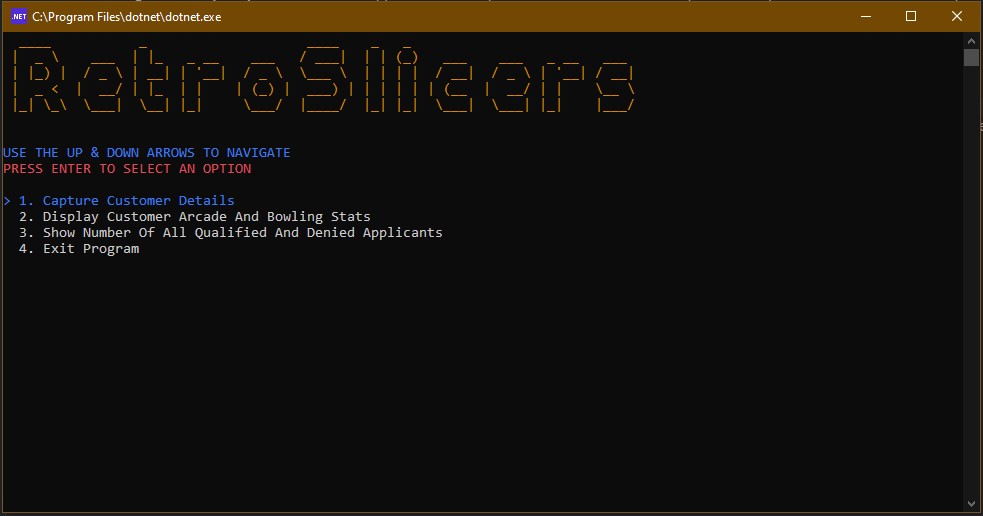 .NET C:\Program Files\dotnet\dotnet.exe
RetroSlicers
USE THE UP & DOWN ARROWS TO NAVIGATE
PRESS ENTER TO SELECT AN OPTION
> 1. Capture Customer Details
2. Display Customer Arcade And Bowling Stats
3. Show Number Of All Qualified And Denied Applicants
4. Exit Program